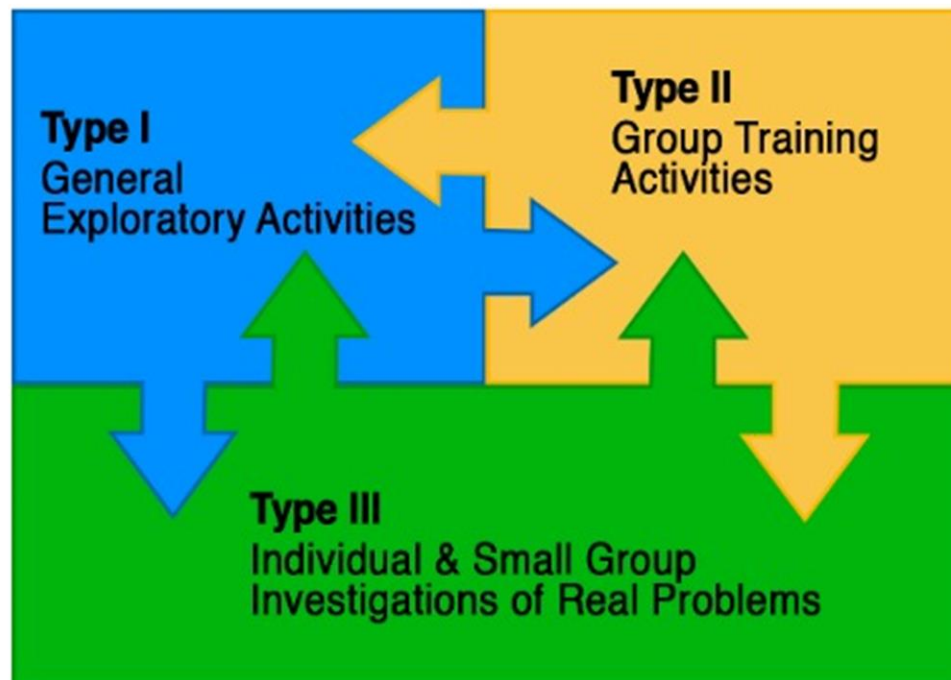 Type I
General
Exploratory Activities
Type II
Group Training
Activities
Type III
Individual & Small Group
Investigations of Real Problems